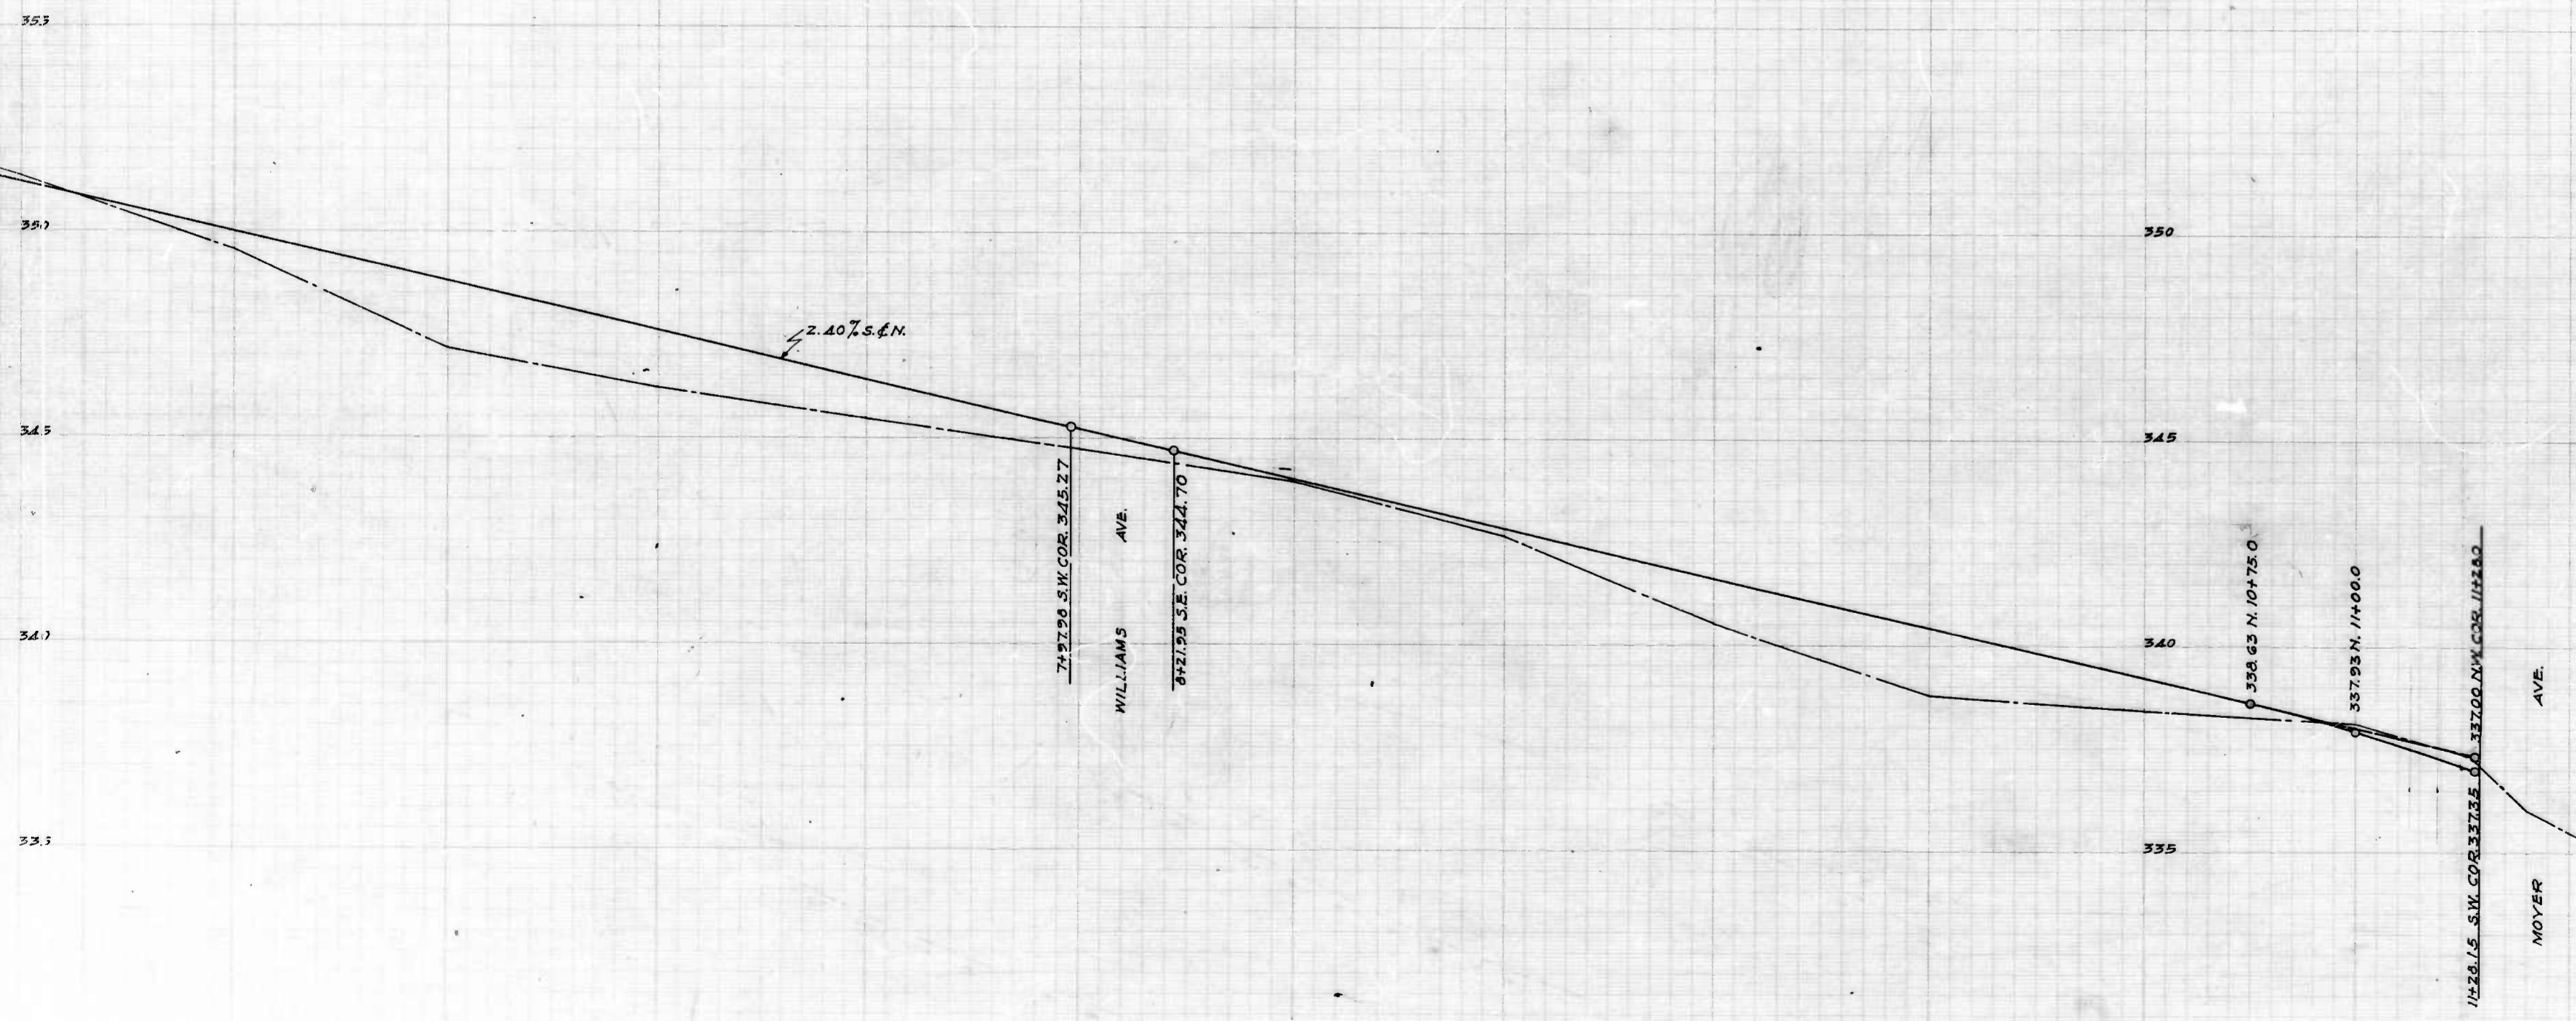 355
350
350
2.40% S. & N.
345
345
7+97.98 S.W. COR. 345.27
WILLIAMS AVE.
8+21.95 S.E. COR. 344.70
338.63 N. 10+75.0
337.93 N. 11+00.0
337.00 N.W. COR. 11+28.0
340
340
335
335
11+28.15 S.W. COR. 337.35
MOYER AVE.